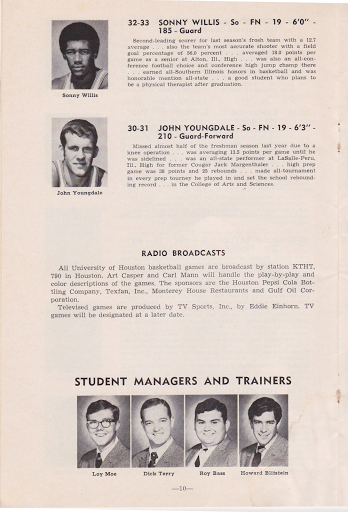 32-33 SONNY WILLIS - So - FN - 19 - 6'0" -
185 - Guard
Second-leading scorer for last season's frosh team with a 12.7
average . . . also the team's most accurate shooter with a field
goal percentage of 56.0 percent . . . averaged 19.3 points per
game as a senior at Alton, Ill., High . . . was also an all-con-
ference football choice and conference high jump champ there
. . . earned all-Southern Illinois honors in basketball and was
honorable mention all-state . . . a good student who plans to
be a physical therapist after graduation.
Sonny Willis
30-31 JOHN YOUNGDALE - So - FN - 19 - 6'3" -
210 - Guard-Forward
Missed almost half of the freshman season last year due to a
knee operation . . . was averaging 13.5 points per game until he
was sidelined . . . was an all-state performer at LaSalle-Peru,
Ill., High for former Cougar Jack Margenthaler . . . high prep
game was 36 points and 25 rebounds . . . made all-tournament
in every prep tourney he played in and set the school rebound-
ing record . . . in the College of Arts and Sciences.
John Youngdale
RADIO BROADCASTS
All University of Houston basketball games are broadcast by station KTHT,
790 in Houston. Art Casper and Carl Mann will handle the play-by-play and
color descriptions of the games. The sponsors are the Houston Pepsi Cola Bot-
tling Company, Texfan, Inc., Monterey House Restaurants and Gulf Oil Cor-
poration.
Televised games are produced by TV Sports, Inc., by Eddie Einhorn. TV
games will be designated at a later date.
STUDENT MANAGERS AND TRAINERS
Loy Moe Dick Terry Roy Bass Howard Elifstein
—10—